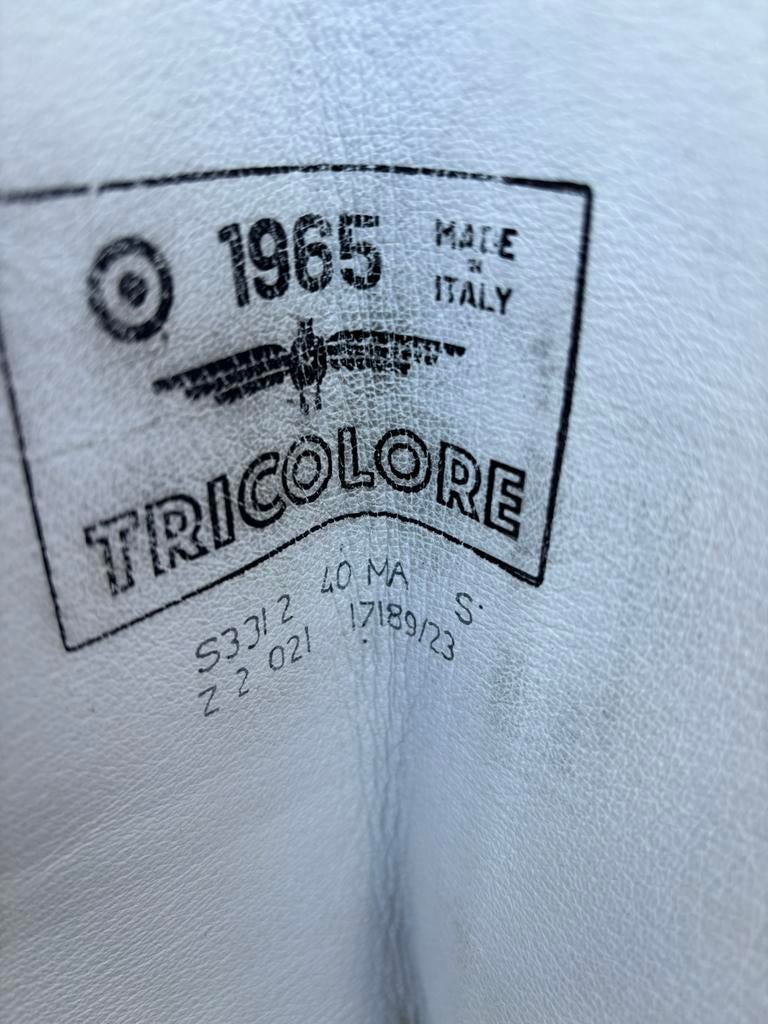 1965
MADE
IN
ITALY
TRICOLORE
S3312 40 MA S
Z 2 021 17189/23